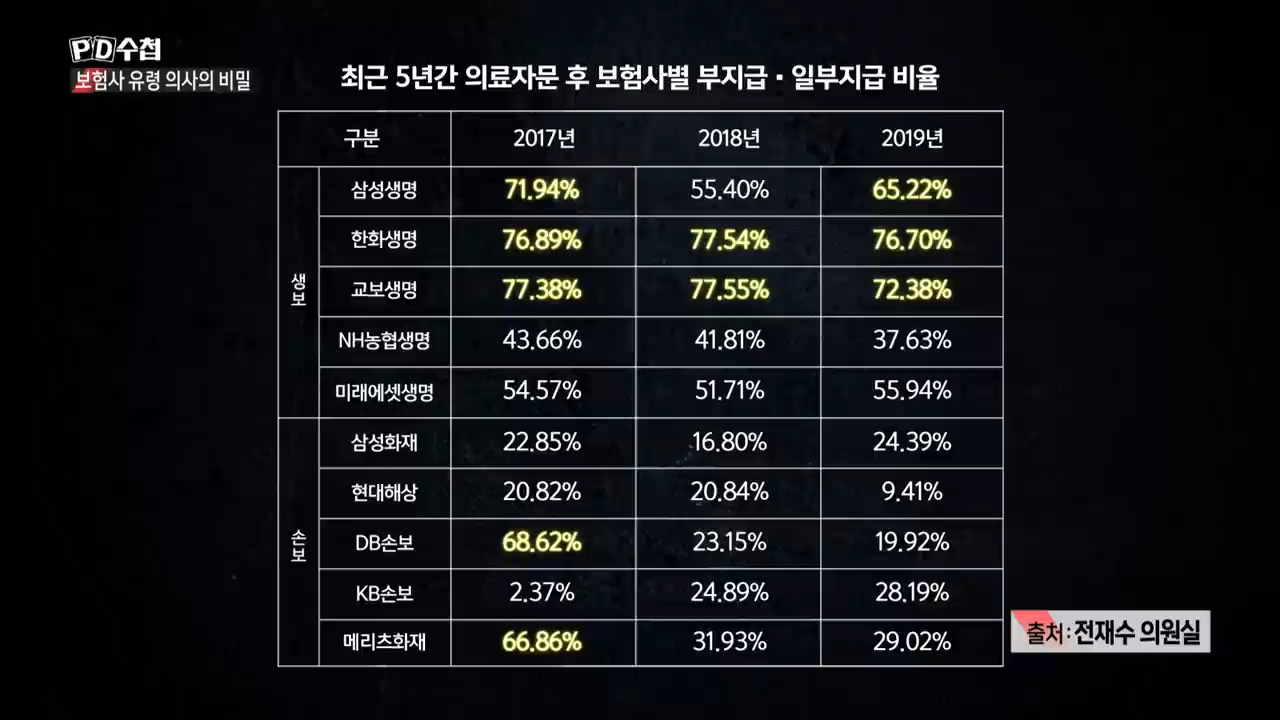 PD수첩
보험사 유령 의사의 비밀
최근 5년간 의료자문 후 보험사별 부지급·일부지급 비율
구분 2017년 2018년 2019년
생보
삼성생명 71.94% 55.40% 65.22%
한화생명 76.89% 77.54% 76.70%
교보생명 77.38% 77.55% 72.38%
NH농협생명 43.66% 41.81% 37.63%
미래에셋생명 54.57% 51.71% 55.94%
손보
삼성화재 22.85% 16.80% 24.39%
현대해상 20.82% 20.84% 9.41%
DB손보 68.62% 23.15% 19.92%
KB손보 2.37% 24.89% 28.19%
메리츠화재 66.86% 31.93% 29.02%
출처: 전재수 의원실